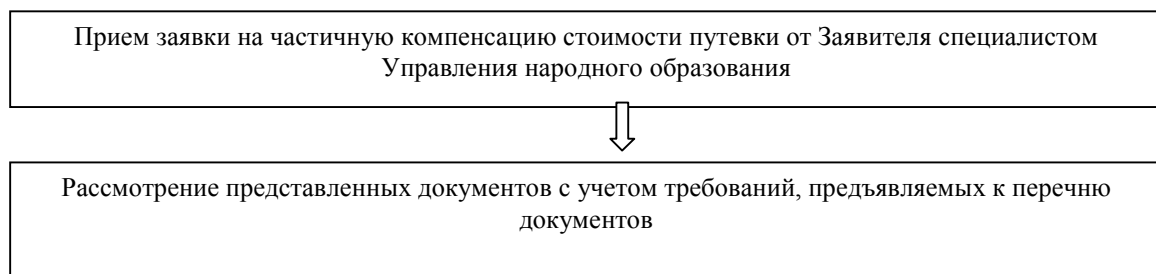 Прием заявки на частичную компенсацию стоимости путевки от Заявителя специалистом
Управления народного образования
Рассмотрение представленных документов с учетом требований, предъявляемых к перечню
документов